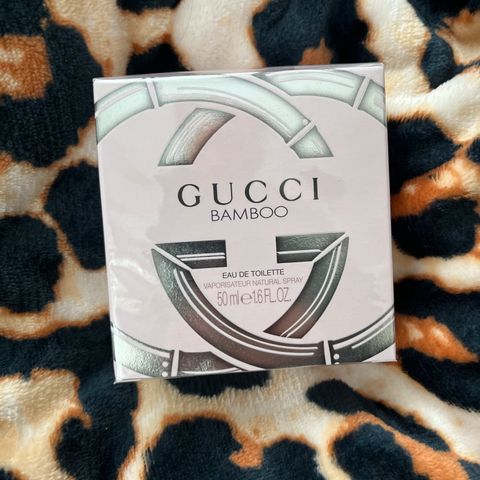 GUCCI
BAMBOO
EAU DE TOILETTE
VAPORISATEUR NATURAL SPRAY
50 ml e 1.6 FL.OZ.